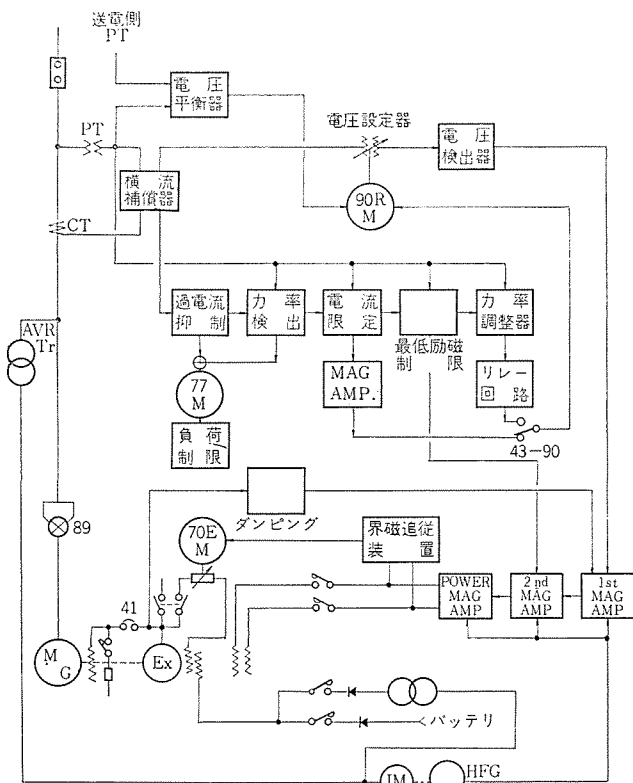 送電側
PT
電圧
平衡器
電圧設定器
電圧
検出器
PT
横流
補償器
90R
M
CT
過電流
抑制
力率
検出
電流
限定
最低励磁
制限
力率
調整器
AVR
Tr
77
M
MAG
AMP.
リレー
回路
負荷
制限
43-90
89
ダンピング
70E
M
界磁追従
装置
POWER
MAG
AMP
2nd
MAG
AMP
1st
MAG
AMP
41
M
G
Ex
バッテリ
IM
HFG